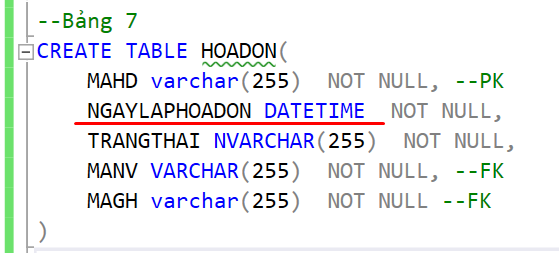 --Bảng 7
CREATE TABLE HOADON(
MAHD varchar(255) NOT NULL, --PK
NGAYLAPHOADON DATETIME NOT NULL,
TRANGTHAI NVARCHAR(255) NOT NULL,
MANV VARCHAR(255) NOT NULL, --FK
MAGH varchar(255) NOT NULL --FK
)